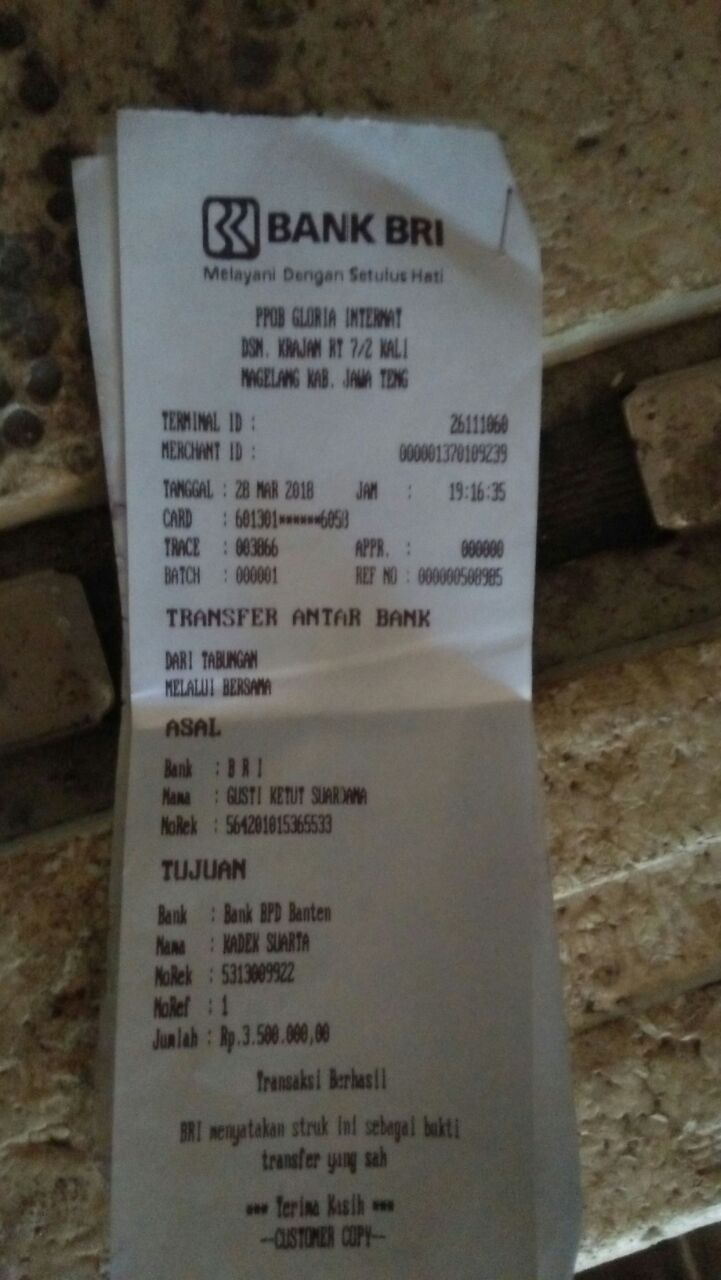 BANK BRI
Melayani Dengan Setulus Hati
PPOB GLORIA INTERNAT
DSN. KRAJAN RT 7/2 KALI
MAGELANG KAB. JAWA TENG
TERMINAL ID : 26111060
MERCHANT ID : 000001370109239
TANGGAL : 28 MAR 2018 JAM : 19:16:35
CARD : 601301******6058
TRACE : 003866 APPR. : 000000
BATCH : 000001 REF NO : 000000508985
TRANSFER ANTAR BANK
DARI TABUNGAN
MELALUI BERSAMA
ASAL
Bank : B R I
Nama : GUSTI KETUT SUARDAMA
NoRek : 564201015365533
TUJUAN
Bank : Bank BPD Banten
Nama : KADEK SUARTA
NoRek : 5313009922
NoRef : 1
Jumlah : Rp.3.500.000,00
Transaksi Berhasil
BRI menyatakan struk ini sebagai bukti
transfer yang sah
*** Terima Kasih ***
--CUSTOMER COPY--